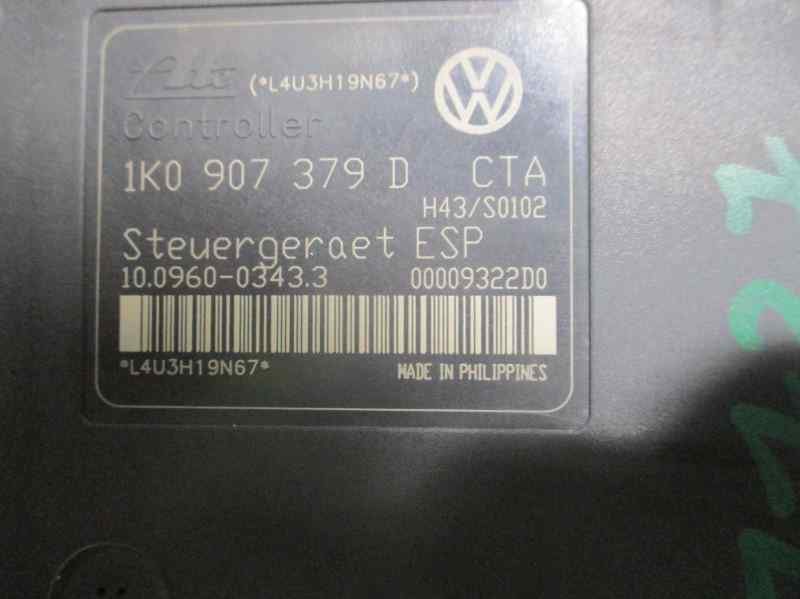 Ate (*L4U3H19N67*)
Controller
1K0 907 379 D CTA
H43/S0102
Steuergeraet ESP
10.0960-0343.3 00009322D0
*L4U3H19N67*
MADE IN PHILIPPINES